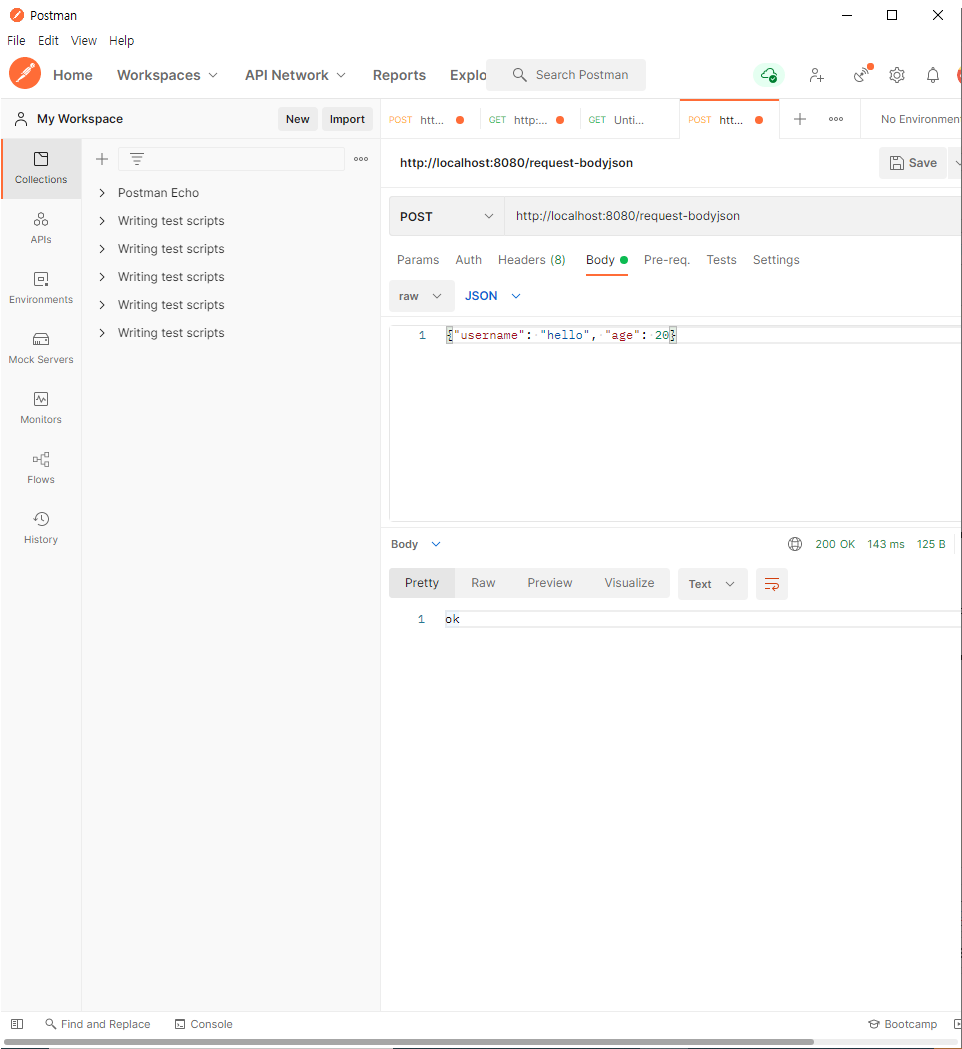 Postman
File Edit View Help
Home Workspaces API Network Reports Explo Search Postman
My Workspace New Import
POST htt... GET http:... GET Unti... POST htt... No Environment
Collections
APIs
Environments
Mock Servers
Monitors
Flows
History
Postman Echo
Writing test scripts
Writing test scripts
Writing test scripts
Writing test scripts
Writing test scripts
http://localhost:8080/request-bodyjson Save
POST http://localhost:8080/request-bodyjson
Params Auth Headers (8) Body Pre-req. Tests Settings
raw JSON
1 {"username": "hello", "age": 20}
Body 200 OK 143 ms 125 B
Pretty Raw Preview Visualize Text
1 ok
Find and Replace Console Bootcamp